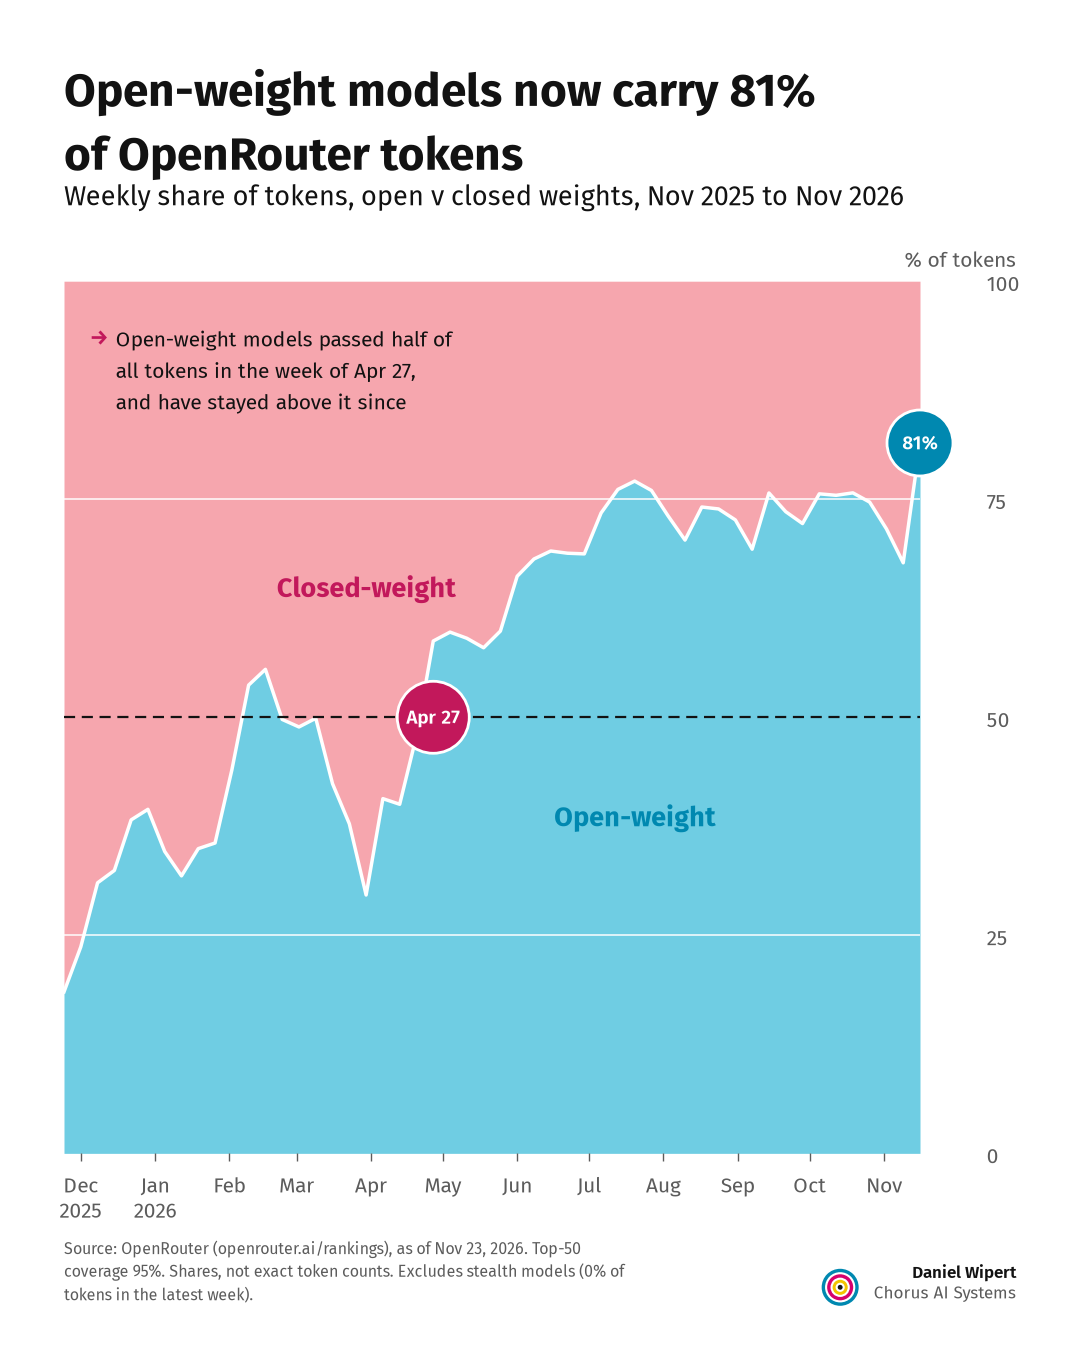 Open-weight models now carry 81%
of OpenRouter tokens
Weekly share of tokens, open v closed weights, Nov 2025 to Nov 2026
% of tokens
100
→ Open-weight models passed half of
all tokens in the week of Apr 27,
and have stayed above it since
81%
75
Closed-weight
Apr 27
50
Open-weight
25
0
Dec Jan Feb Mar Apr May Jun Jul Aug Sep Oct Nov
2025 2026
Source: OpenRouter (openrouter.ai/rankings), as of Nov 23, 2026. Top-50
coverage 95%. Shares, not exact token counts. Excludes stealth models (0% of
tokens in the latest week).
Daniel Wipert
Chorus AI Systems